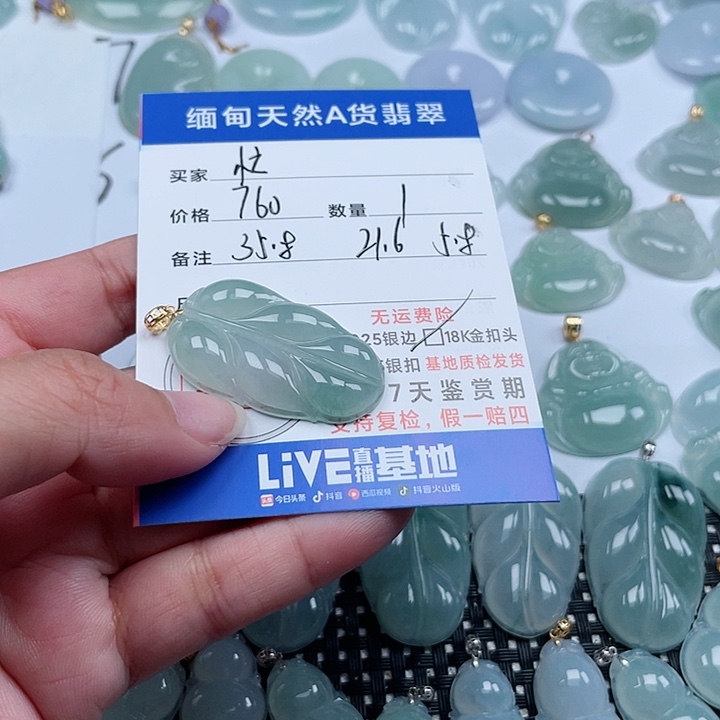 缅甸天然A货翡翠
买家
价格 760 数量 1
备注 35.8 21.6 5.8
无运费险
25银边 18K金扣头
银扣 基地质检发货
7天鉴赏期
支持复检，假一赔四
LiVE直播基地
头条 今日头条 抖音 西瓜视频 抖音火山版
7